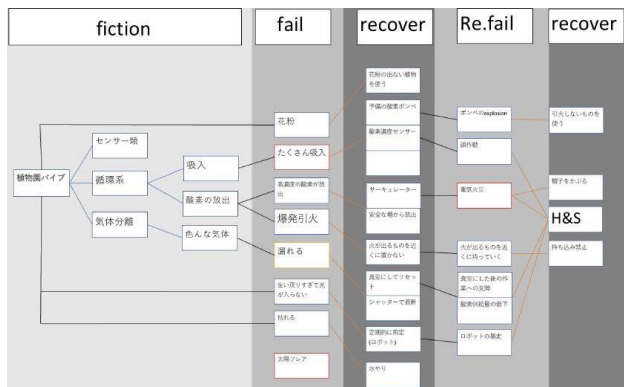 fiction
fail
recover
Re.fail
recover
植物園パイプ
センサー類
循環系
気体分離
吸入
酸素の放出
色んな気体
花粉
たくさん吸入
高濃度の酸素が放
出
爆発引火
漏れる
生い茂りすぎて光
が入らない
枯れる
太陽フレア
花粉の出ない植物
を使う
予備の酸素ボンベ
酸素濃度センサー
サーキュレーター
安全な場から放出
火が出るものを近
くに置かない
真空にしてリセッ
ト
シャッターで遮断
定期的に剪定
(ロボット)
水やり
ボンベのexplosion
誤作動
電気火災
火が出るものを近
くに持っていく
真空にした後の作
業への支障
酸素供給量の低下
ロボットの暴走
引火しないものを
使う
帽子をかぶる
H&S
持ち込み禁止